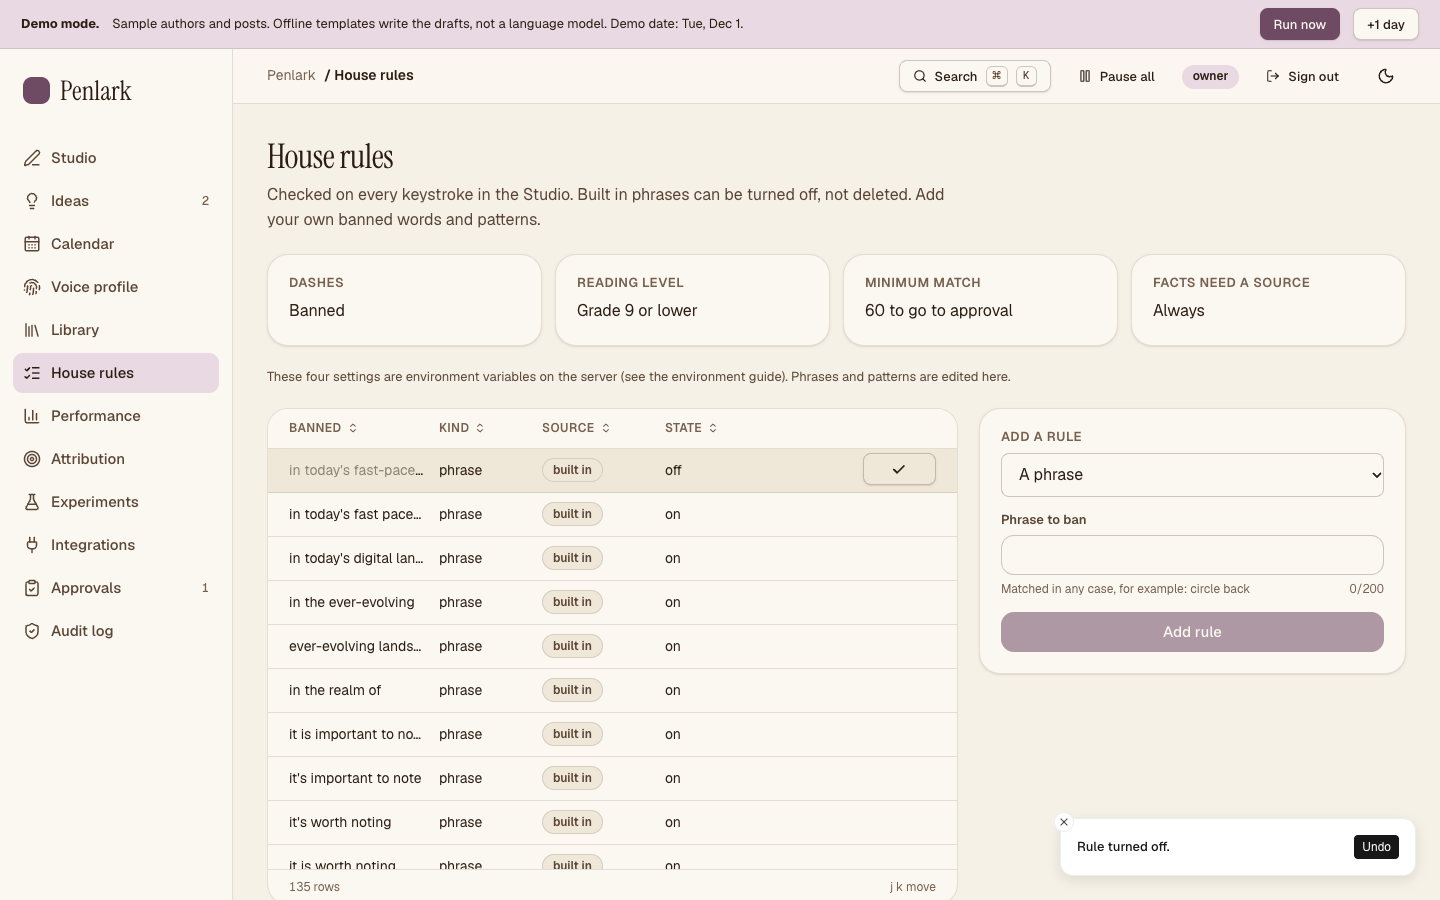 Demo mode. Sample authors and posts. Offline templates write the drafts, not a language model. Demo date: Tue, Dec 1.
Run now
+1 day
Penlark
Penlark / House rules
Search ⌘ K
Pause all
owner
Sign out
Studio
Ideas 2
Calendar
Voice profile
Library
House rules
Performance
Attribution
Experiments
Integrations
Approvals 1
Audit log
House rules
Checked on every keystroke in the Studio. Built in phrases can be turned off, not deleted. Add
your own banned words and patterns.
DASHES
Banned
READING LEVEL
Grade 9 or lower
MINIMUM MATCH
60 to go to approval
FACTS NEED A SOURCE
Always
These four settings are environment variables on the server (see the environment guide). Phrases and patterns are edited here.
BANNED KIND SOURCE STATE
in today's fast-pace… phrase built in off
in today's fast pace… phrase built in on
in today's digital lan… phrase built in on
in the ever-evolving phrase built in on
ever-evolving lands… phrase built in on
in the realm of phrase built in on
it is important to no… phrase built in on
it's important to note phrase built in on
it's worth noting phrase built in on
it is worth noting phrase built in on
135 rows
j k move
ADD A RULE
A phrase
Phrase to ban
Matched in any case, for example: circle back 0/200
Add rule
Rule turned off.
Undo